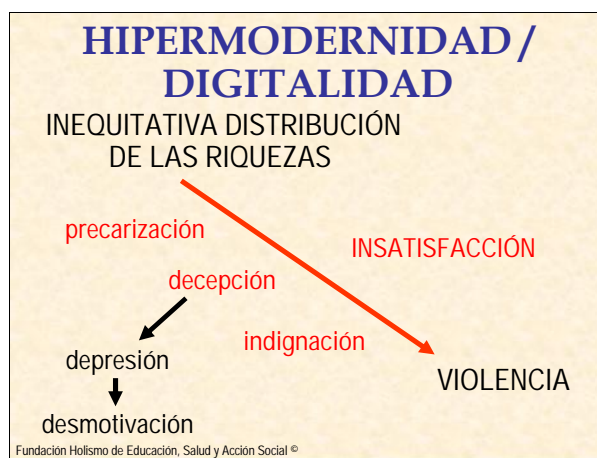 HIPERMODERNIDAD /
DIGITALIDAD
INEQUITATIVA DISTRIBUCIÓN
DE LAS RIQUEZAS
precarización
INSATISFACCIÓN
decepción
indignación
depresión
VIOLENCIA
desmotivación
Fundación Holismo de Educación, Salud y Acción Social ©